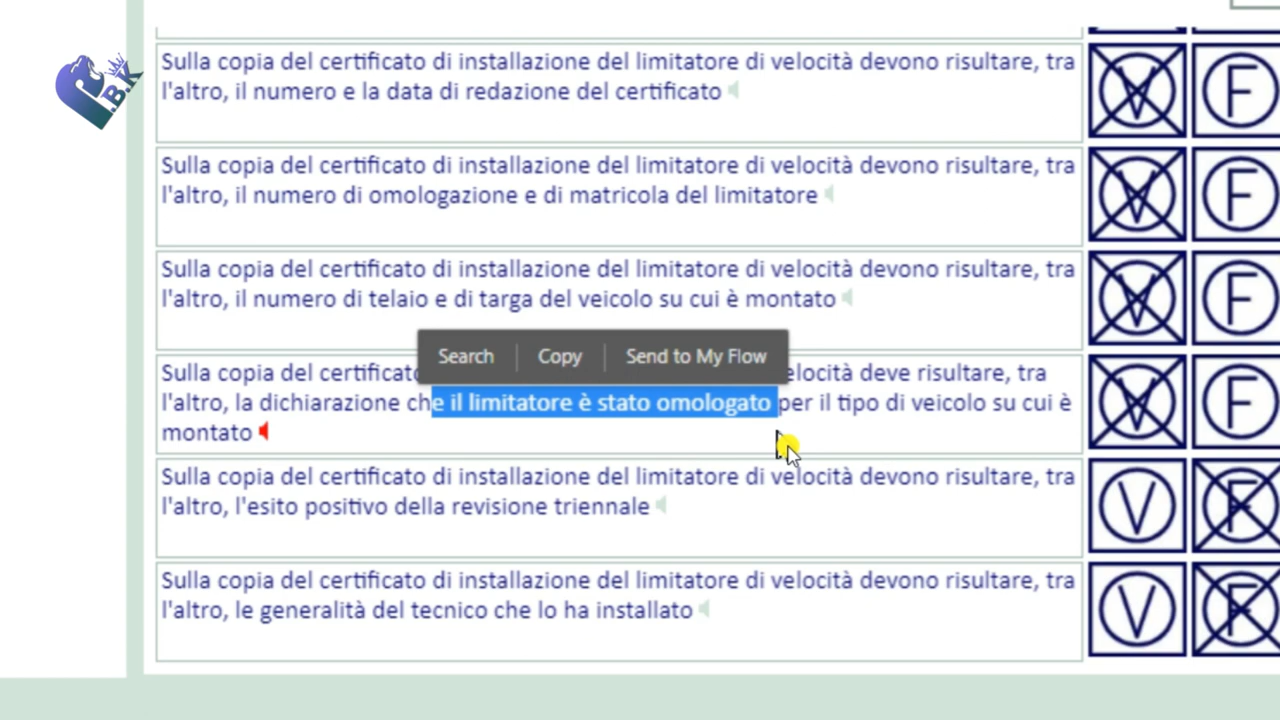 .B.K
Sulla copia del certificato di installazione del limitatore di velocità devono risultare, tra
l'altro, il numero e la data di redazione del certificato
V F
Sulla copia del certificato di installazione del limitatore di velocità devono risultare, tra
l'altro, il numero di omologazione e di matricola del limitatore
V F
Sulla copia del certificato di installazione del limitatore di velocità devono risultare, tra
l'altro, il numero di telaio e di targa del veicolo su cui è montato
V F
Search Copy Send to My Flow
Sulla copia del certificat elocità deve risultare, tra
l'altro, la dichiarazione che il limitatore è stato omologato per il tipo di veicolo su cui è
montato
V F
Sulla copia del certificato di installazione del limitatore di velocità devono risultare, tra
l'altro, l'esito positivo della revisione triennale
V F
Sulla copia del certificato di installazione del limitatore di velocità devono risultare, tra
l'altro, le generalità del tecnico che lo ha installato
V F